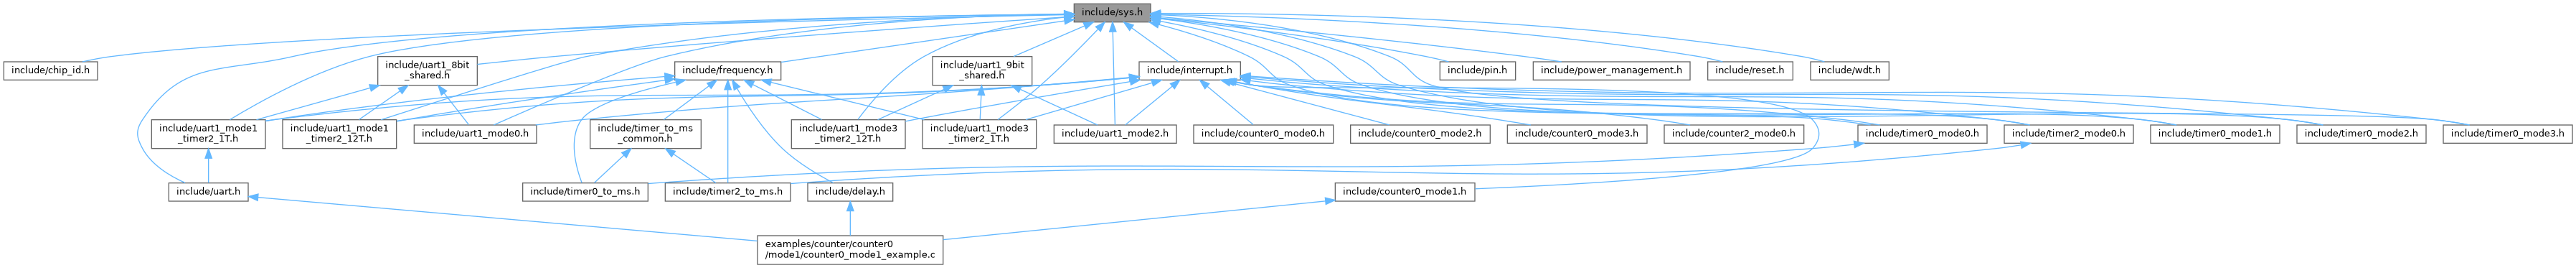 include/sys.h
include/chip_id.h
include/uart1_8bit
_shared.h
include/frequency.h
include/uart1_9bit
_shared.h
include/interrupt.h
include/pin.h
include/power_management.h
include/reset.h
include/wdt.h
include/uart1_mode1
_timer2_1T.h
include/uart1_mode1
_timer2_12T.h
include/uart1_mode0.h
include/timer_to_ms
_common.h
include/uart1_mode3
_timer2_12T.h
include/uart1_mode3
_timer2_1T.h
include/uart1_mode2.h
include/counter0_mode0.h
include/counter0_mode2.h
include/counter0_mode3.h
include/counter2_mode0.h
include/timer0_mode0.h
include/timer2_mode0.h
include/timer0_mode1.h
include/timer0_mode2.h
include/timer0_mode3.h
include/uart.h
include/timer0_to_ms.h
include/timer2_to_ms.h
include/delay.h
include/counter0_mode1.h
examples/counter/counter0
/mode1/counter0_mode1_example.c